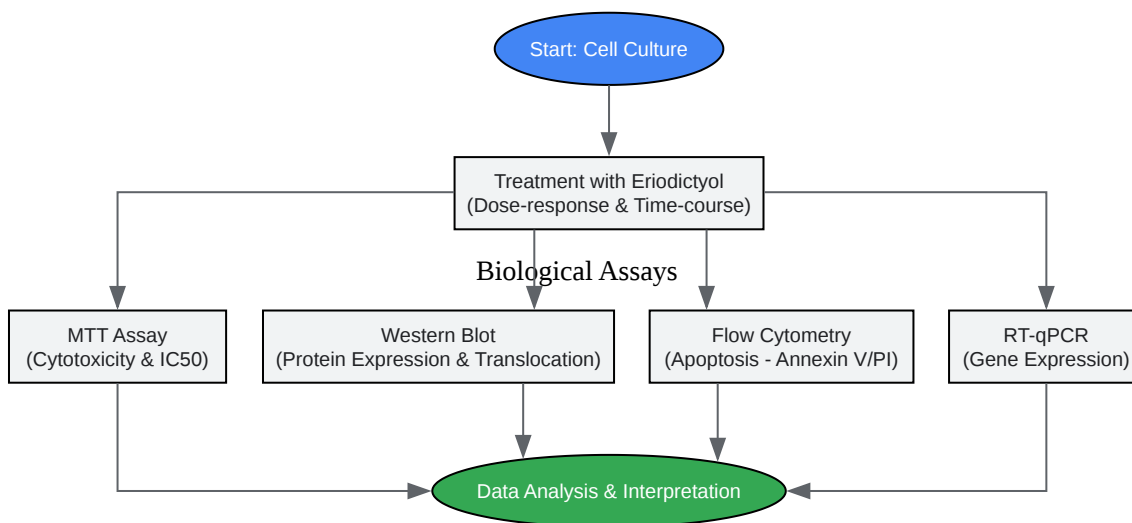 Start: Cell Culture
Treatment with Eriodictyol
(Dose-response & Time-course)
Biological Assays
MTT Assay
(Cytotoxicity & IC50)
Western Blot
(Protein Expression & Translocation)
Flow Cytometry
(Apoptosis - Annexin V/PI)
RT-qPCR
(Gene Expression)
Data Analysis & Interpretation